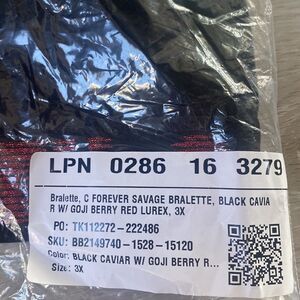 LPN 0286 16 3279
Bralette, C FOREVER SAVAGE BRALETTE, BLACK CAVIA
R W/ GOJI BERRY RED LUREX, 3X
PO: TK112272-222486
SKU: BB2149740-1528-15120
Color: BLACK CAVIAR W/ GOJI BERRY R...
Size: 3X